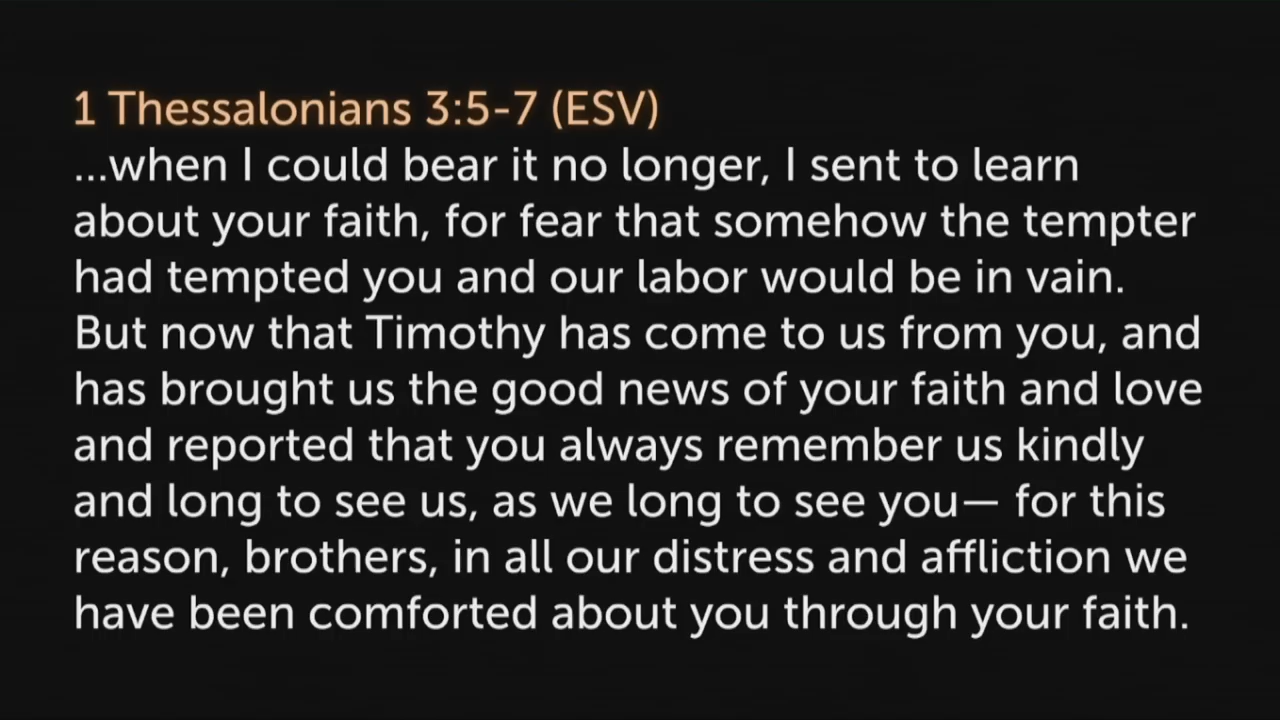 1 Thessalonians 3:5-7 (ESV)
...when I could bear it no longer, I sent to learn
about your faith, for fear that somehow the tempter
had tempted you and our labor would be in vain.
But now that Timothy has come to us from you, and
has brought us the good news of your faith and love
and reported that you always remember us kindly
and long to see us, as we long to see you— for this
reason, brothers, in all our distress and affliction we
have been comforted about you through your faith.